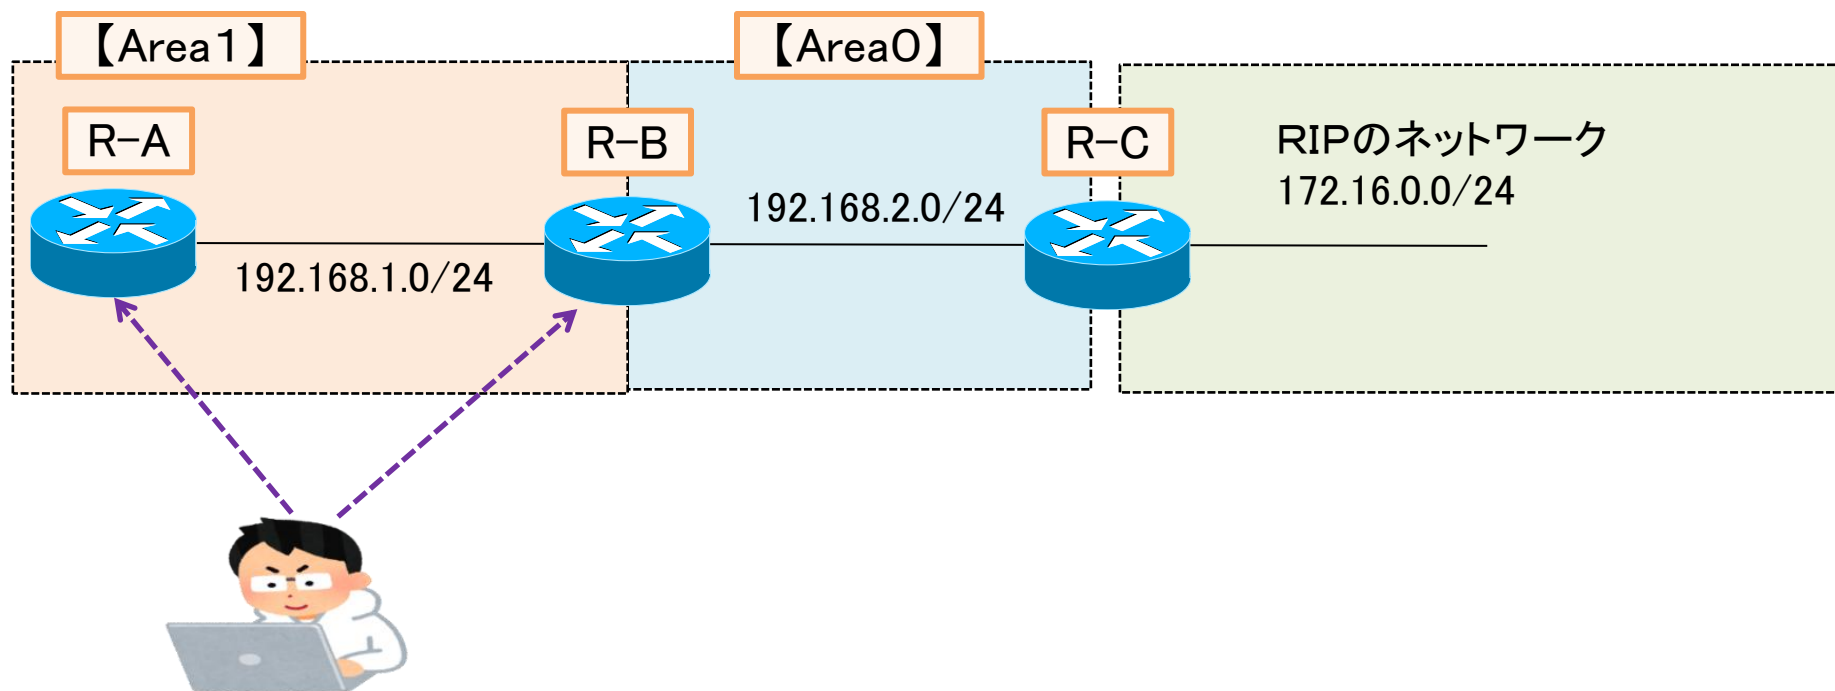 【Area1】
【Area0】
R-A
R-B
R-C
RIPのネットワーク
172.16.0.0/24
192.168.2.0/24
192.168.1.0/24